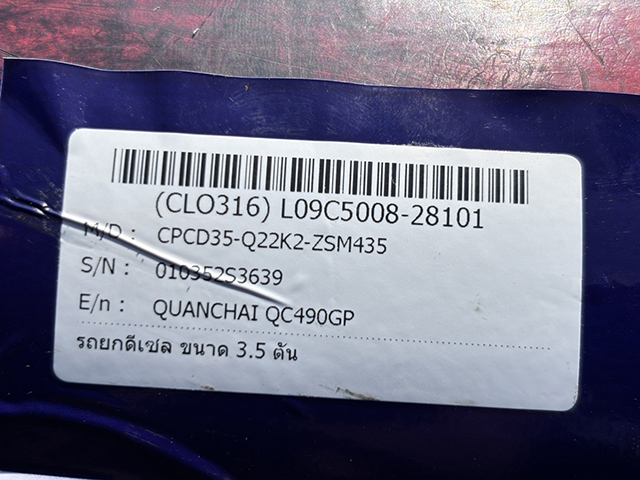 (CLO316) L09C5008-28101
M/D : CPCD35-Q22K2-ZSM435
S/N : 010352S3639
E/n : QUANCHAI QC490GP
รถยกดีเซล ขนาด 3.5 ตัน